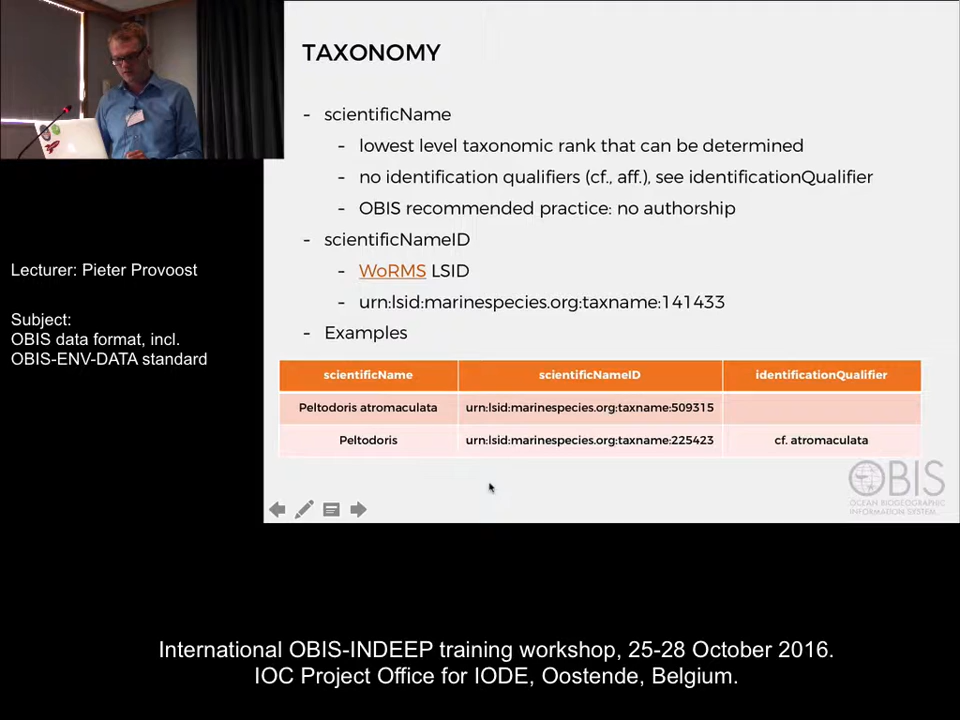 TAXONOMY
- scientificName
- lowest level taxonomic rank that can be determined
- no identification qualifiers (cf., aff.), see identificationQualifier
- OBIS recommended practice: no authorship
- scientificNameID
- WoRMS LSID
- urn:lsid:marinespecies.org:taxname:141433
- Examples
scientificName scientificNameID identificationQualifier
Peltodoris atromaculata urn:lsid:marinespecies.org:taxname:509315
Peltodoris urn:lsid:marinespecies.org:taxname:225423 cf. atromaculata
OBIS
OCEAN BIOGEOGRAPHIC
INFORMATION SYSTEM
Lecturer: Pieter Provoost
Subject:
OBIS data format, incl.
OBIS-ENV-DATA standard
International OBIS-INDEEP training workshop, 25-28 October 2016.
IOC Project Office for IODE, Oostende, Belgium.